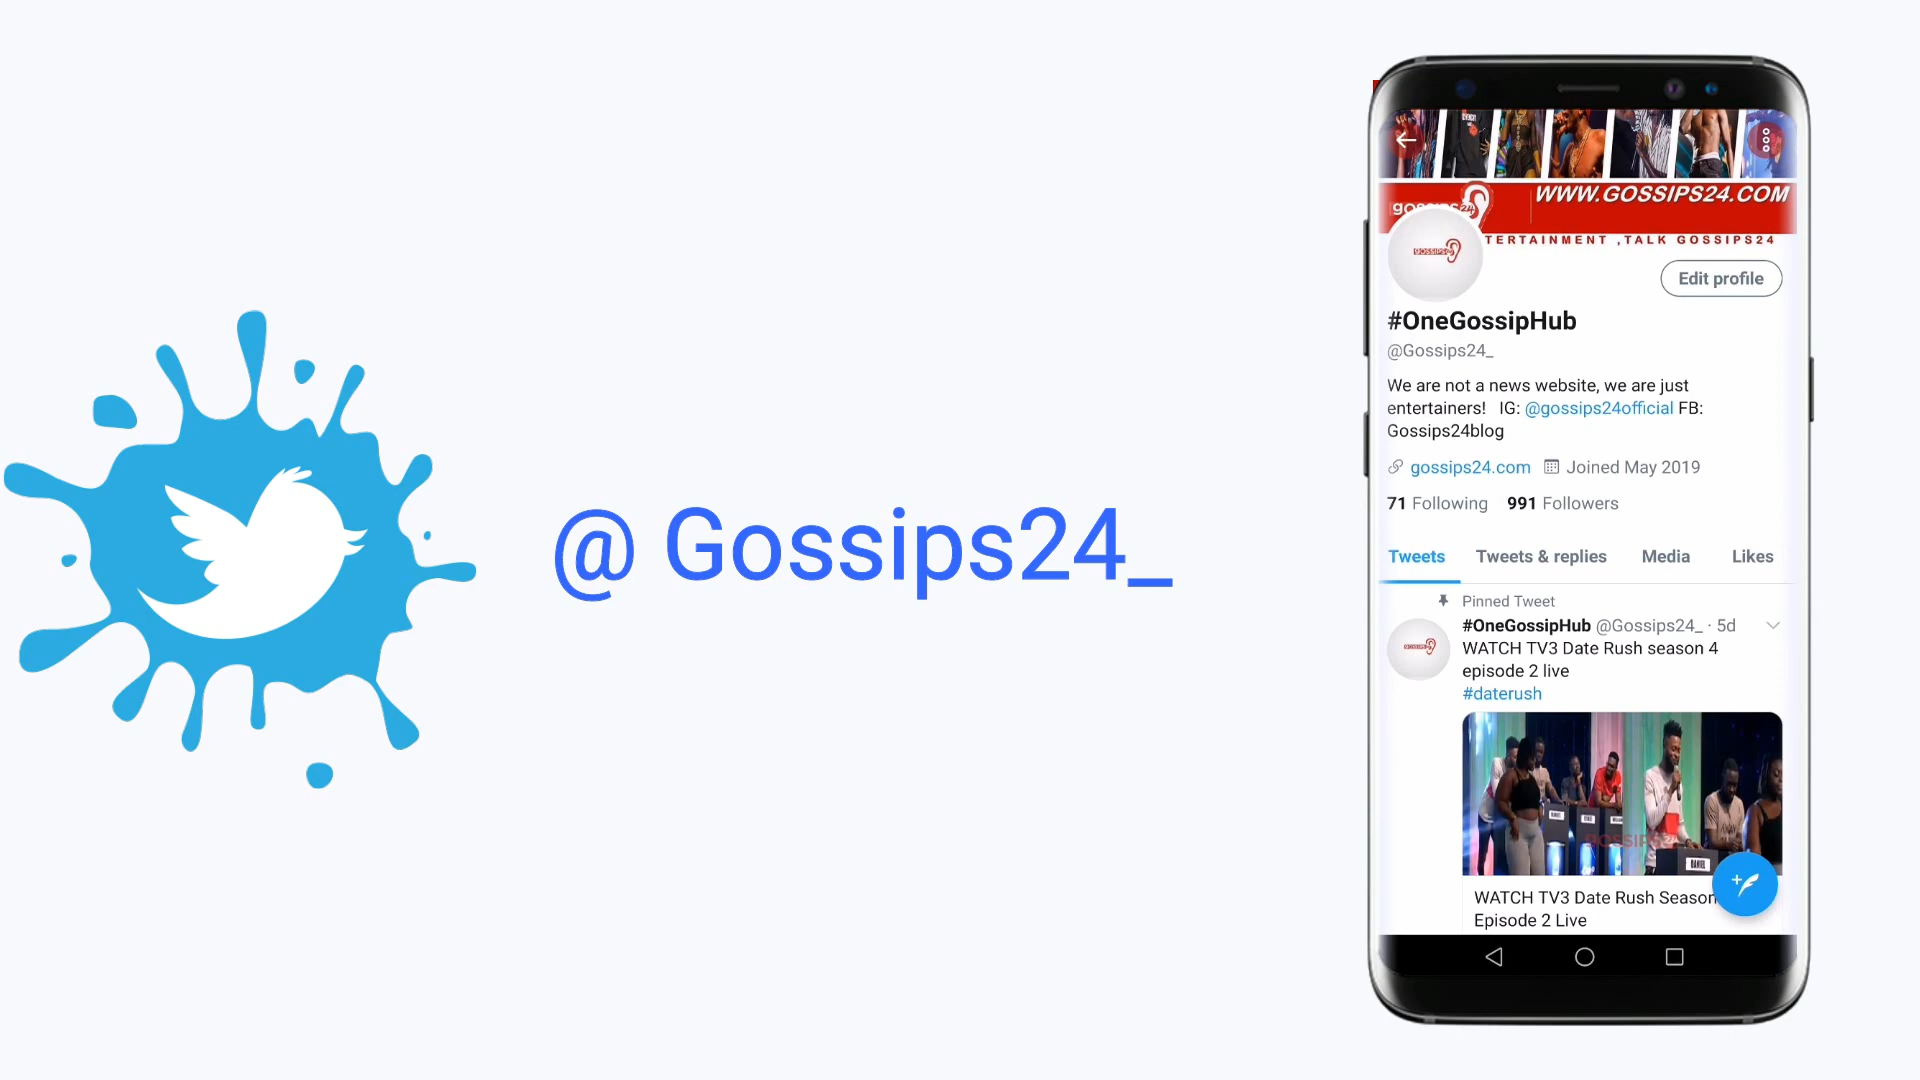 @ Gossips24_
WWW.GOSSIPS24.COM
TERTAINMENT ,TALK GOSSIPS24
GOSSIPS24
Edit profile
#OneGossipHub
@Gossips24_
We are not a news website, we are just
entertainers! IG: @gossips24official FB:
Gossips24blog
gossips24.com Joined May 2019
71 Following 991 Followers
Tweets Tweets & replies Media Likes
Pinned Tweet
#OneGossipHub @Gossips24_ · 5d
WATCH TV3 Date Rush season 4
episode 2 live
#daterush
GOSSIPS24
DANIEL
WATCH TV3 Date Rush Season
Episode 2 Live